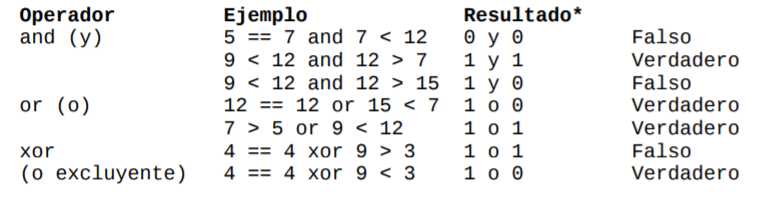 Operador Ejemplo Resultado*
and (y) 5 == 7 and 7 < 12 0 y 0 Falso
9 < 12 and 12 > 7 1 y 1 Verdadero
9 < 12 and 12 > 15 1 y 0 Falso
or (o) 12 == 12 or 15 < 7 1 o 0 Verdadero
7 > 5 or 9 < 12 1 o 1 Verdadero
xor 4 == 4 xor 9 > 3 1 o 1 Falso
(o excluyente) 4 == 4 xor 9 < 3 1 o 0 Verdadero